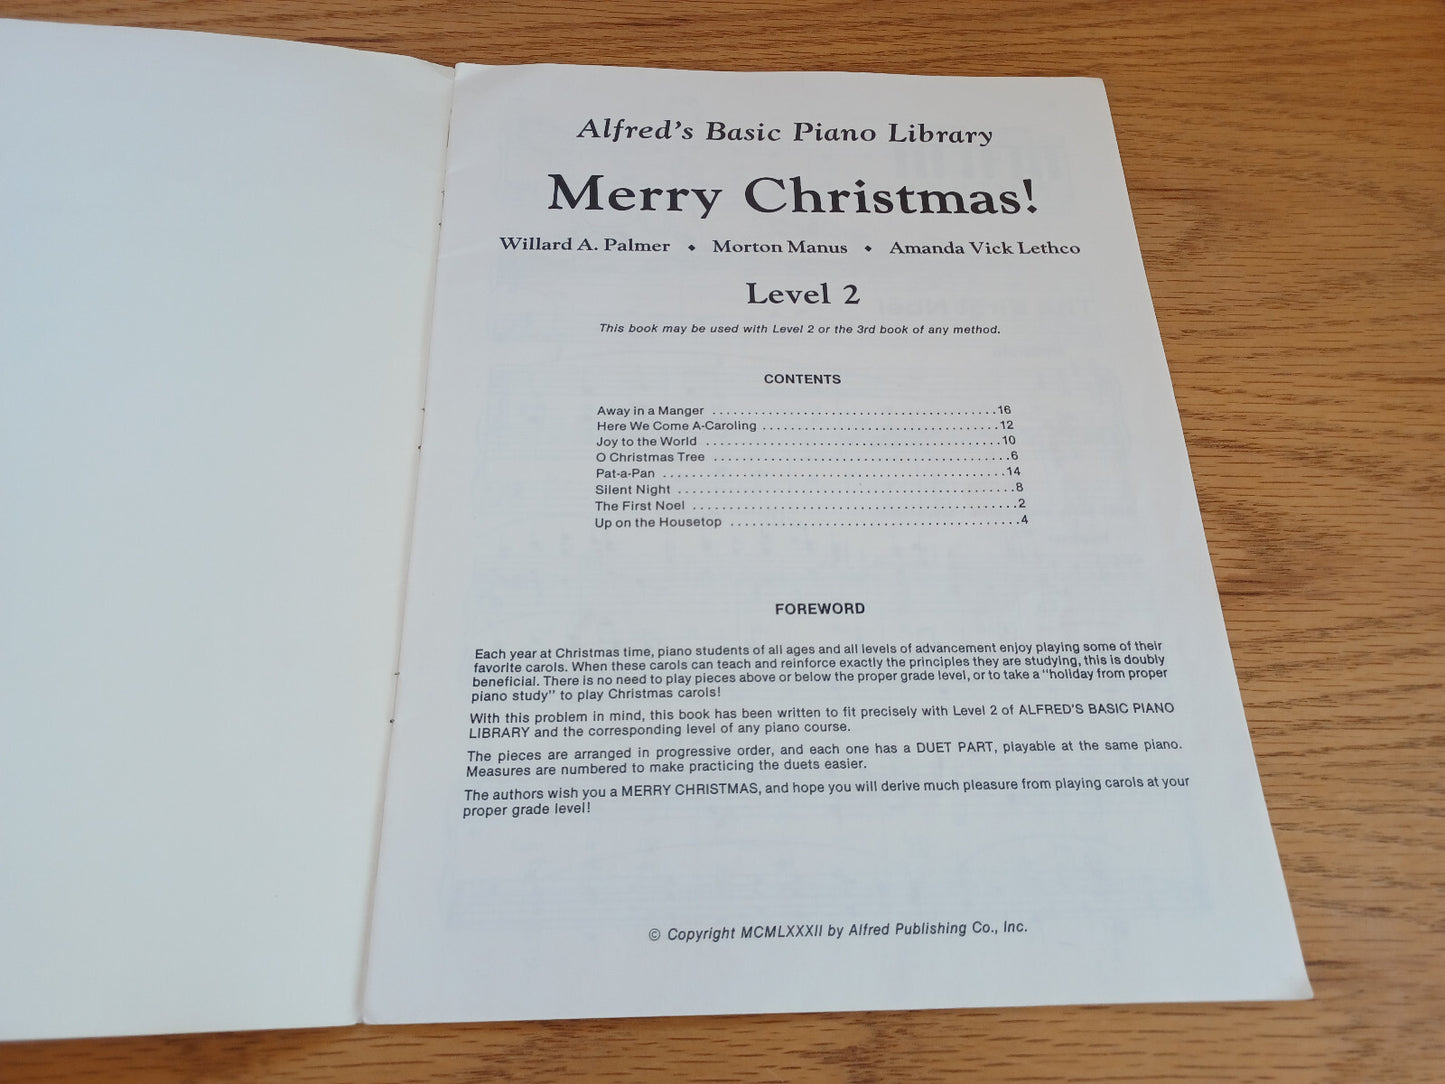 Alfred's Basic Piano Library
Merry Christmas!
Willard A. Palmer ⬥ Morton Manus ⬥ Amanda Vick Lethco
Level 2
This book may be used with Level 2 or the 3rd book of any method.
CONTENTS
Away in a Manger ........................................16
Here We Come A-Caroling .................................12
Joy to the World .........................................10
O Christmas Tree .........................................6
Pat-a-Pan ...............................................14
Silent Night ..............................................8
The First Noel .............................................2
Up on the Housetop ........................................4
FOREWORD
Each year at Christmas time, piano students of all ages and all levels of advancement enjoy playing some of their
favorite carols. When these carols can teach and reinforce exactly the principles they are studying, this is doubly
beneficial. There is no need to play pieces above or below the proper grade level, or to take a "holiday from proper
piano study" to play Christmas carols!
With this problem in mind, this book has been written to fit precisely with Level 2 of ALFRED'S BASIC PIANO
LIBRARY and the corresponding level of any piano course.
The pieces are arranged in progressive order, and each one has a DUET PART, playable at the same piano.
Measures are numbered to make practicing the duets easier.
The authors wish you a MERRY CHRISTMAS, and hope you will derive much pleasure from playing carols at your
proper grade level!
© Copyright MCMLXXXII by Alfred Publishing Co., Inc.